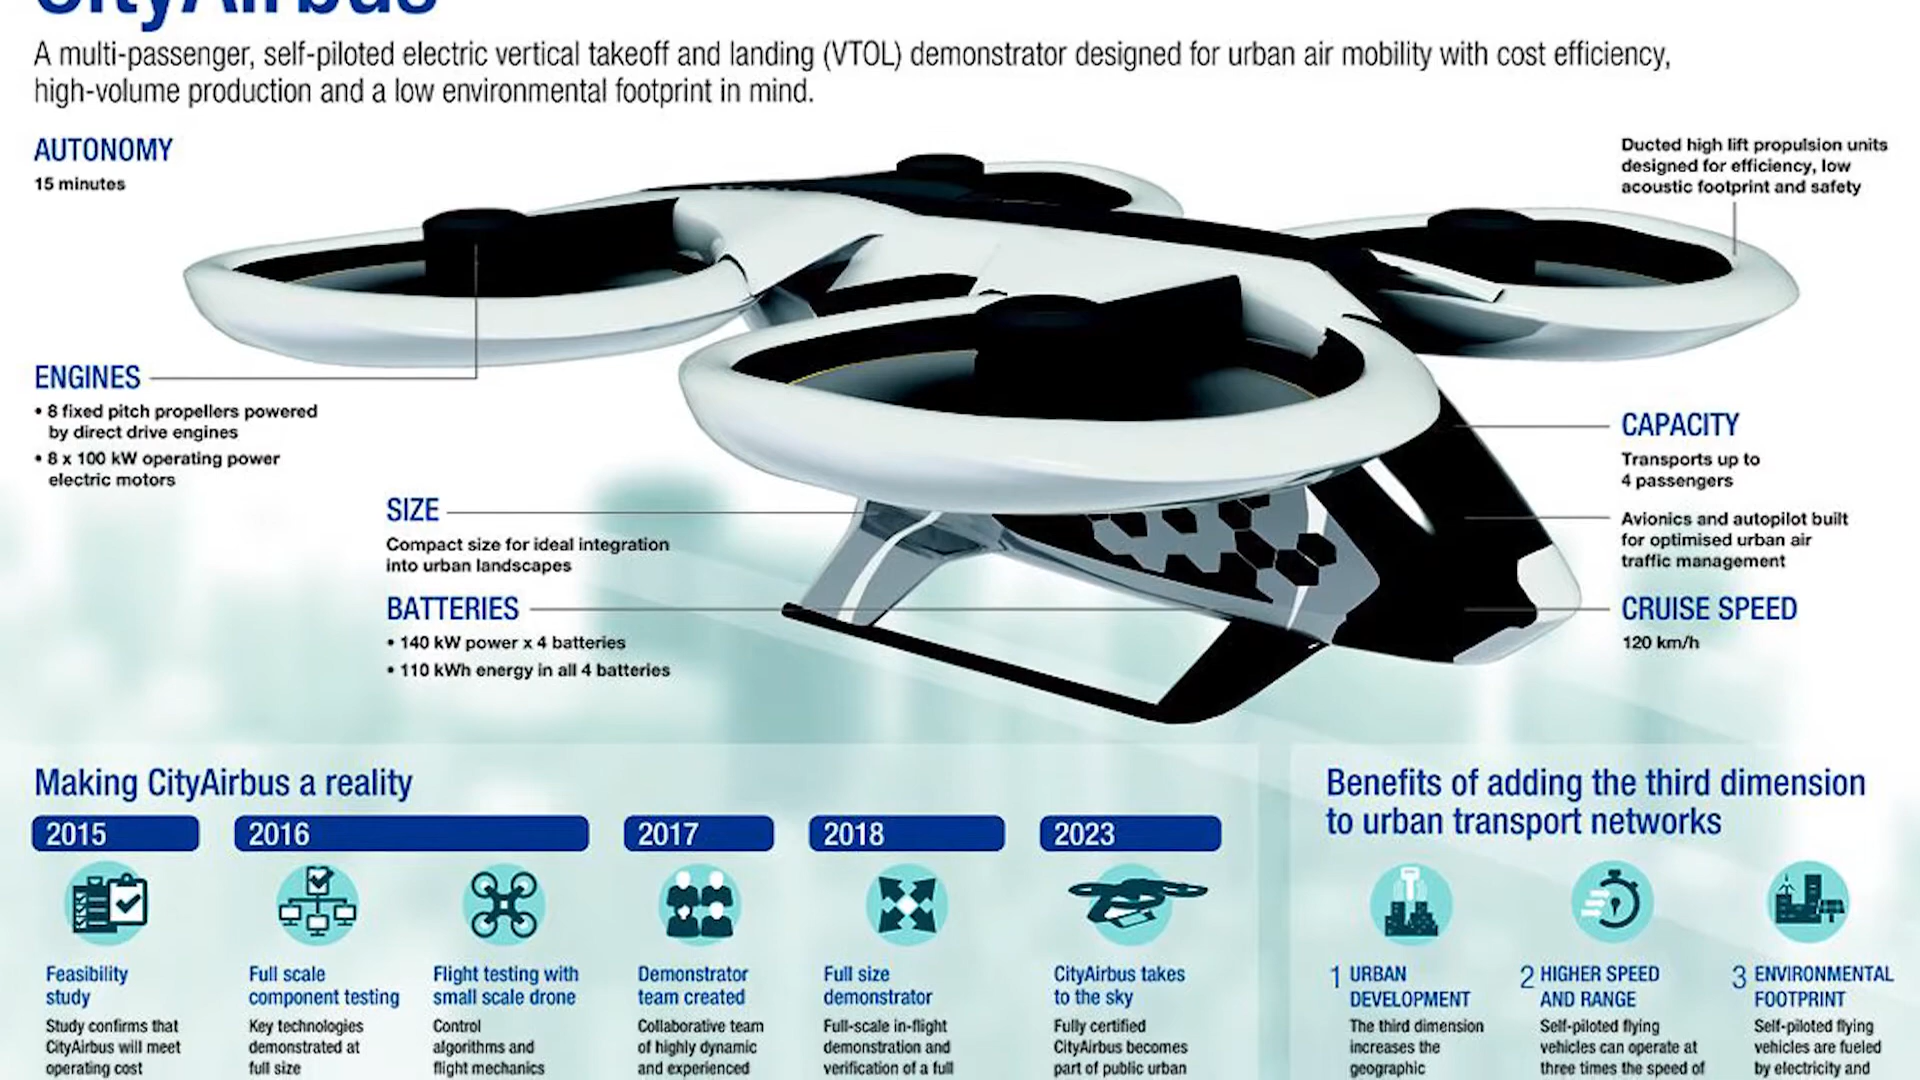 CityAirbus
A multi-passenger, self-piloted electric vertical takeoff and landing (VTOL) demonstrator designed for urban air mobility with cost efficiency,
high-volume production and a low environmental footprint in mind.
AUTONOMY
15 minutes
Ducted high lift propulsion units
designed for efficiency, low
acoustic footprint and safety
ENGINES
• 8 fixed pitch propellers powered
by direct drive engines
• 8 x 100 kW operating power
electric motors
SIZE
Compact size for ideal integration
into urban landscapes
BATTERIES
• 140 kW power x 4 batteries
• 110 kWh energy in all 4 batteries
CAPACITY
Transports up to
4 passengers
Avionics and autopilot built
for optimised urban air
traffic management
CRUISE SPEED
120 km/h
Making CityAirbus a reality
2015
Feasibility
study
Study confirms that
CityAirbus will meet
operating cost
2016
Full scale
component testing
Key technologies
demonstrated at
full size
Flight testing with
small scale drone
Control
algorithms and
flight mechanics
2017
Demonstrator
team created
Collaborative team
of highly dynamic
and experienced
2018
Full size
demonstrator
Full-scale in-flight
demonstration and
verification of a full
2023
CityAirbus takes
to the sky
Fully certified
CityAirbus becomes
part of public urban
Benefits of adding the third dimension
to urban transport networks
1 URBAN
DEVELOPMENT
The third dimension
increases the
geographic
2 HIGHER SPEED
AND RANGE
Self-piloted flying
vehicles can operate at
three times the speed of
3 ENVIRONMENTAL
FOOTPRINT
Self-piloted flying
vehicles are fueled
by electricity and